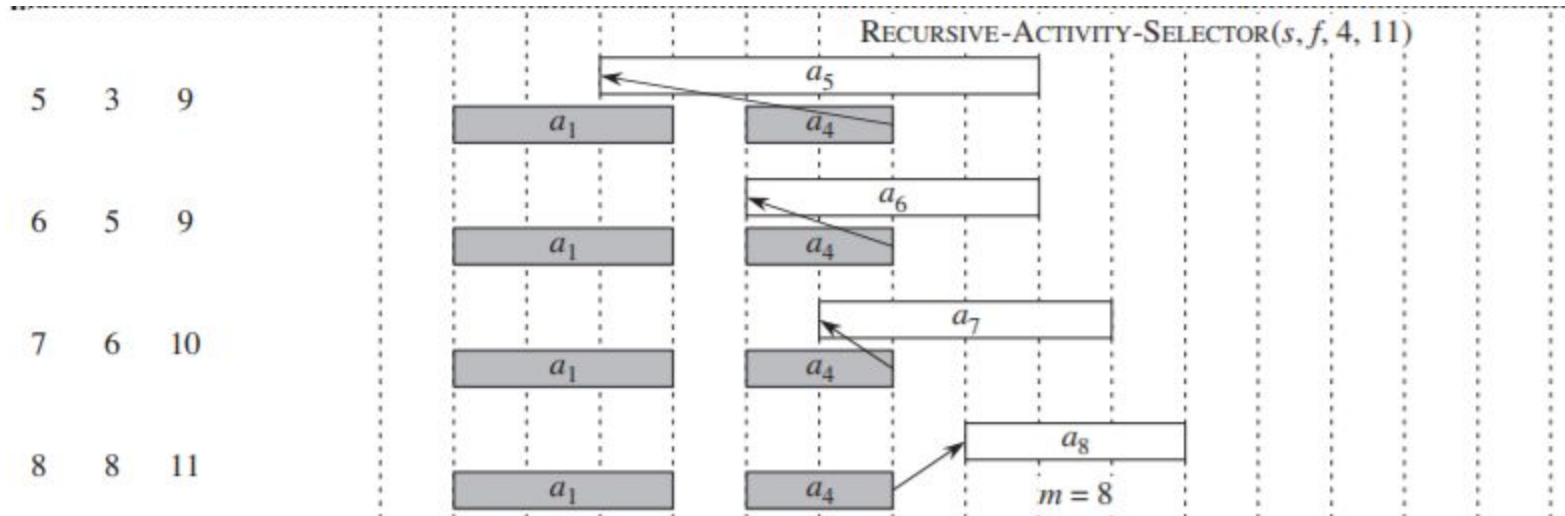 RECURSIVE-ACTIVITY-SELECTOR(s, f, 4, 11)
a5
5 3 9
a1 a4
a6
6 5 9
a1 a4
a7
7 6 10
a1 a4
a8
8 8 11
a1 a4 m = 8